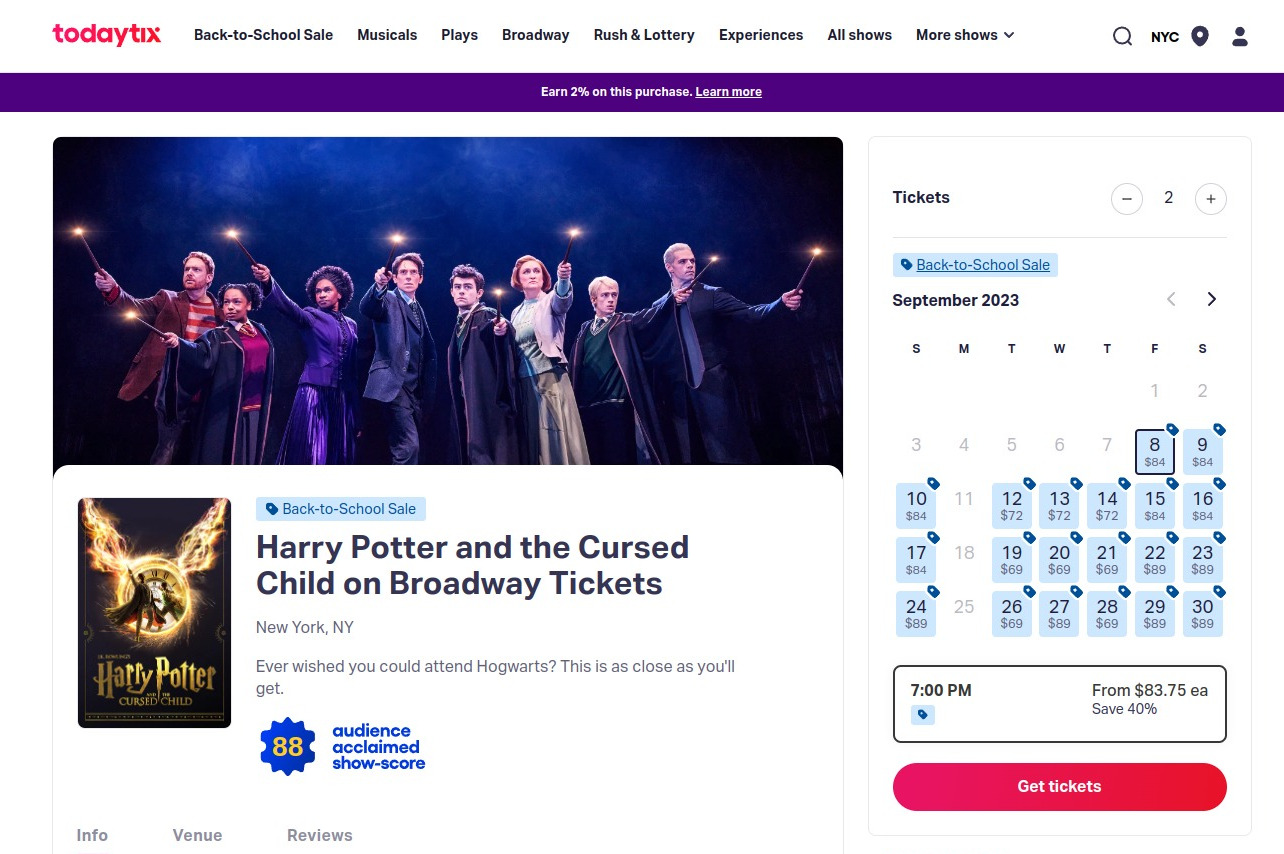 todaytix
Back-to-School Sale Musicals Plays Broadway Rush & Lottery Experiences All shows More shows
NYC
Earn 2% on this purchase. Learn more
Tickets
− 2 +
Back-to-School Sale
September 2023
S M T W T F S
1 2
3 4 5 6 7 8 9
$84 $84
10 11 12 13 14 15 16
$84 $72 $72 $72 $84 $84
17 18 19 20 21 22 23
$84 $69 $69 $69 $89 $89
24 25 26 27 28 29 30
$89 $69 $89 $69 $89 $89
7:00 PM
From $83.75 ea
Save 40%
Get tickets
J.K. ROWLING'S
Harry Potter
AND THE
CURSED CHILD
Back-to-School Sale
Harry Potter and the Cursed
Child on Broadway Tickets
New York, NY
Ever wished you could attend Hogwarts? This is as close as you'll
get.
88
audience
acclaimed
show-score
Info Venue Reviews